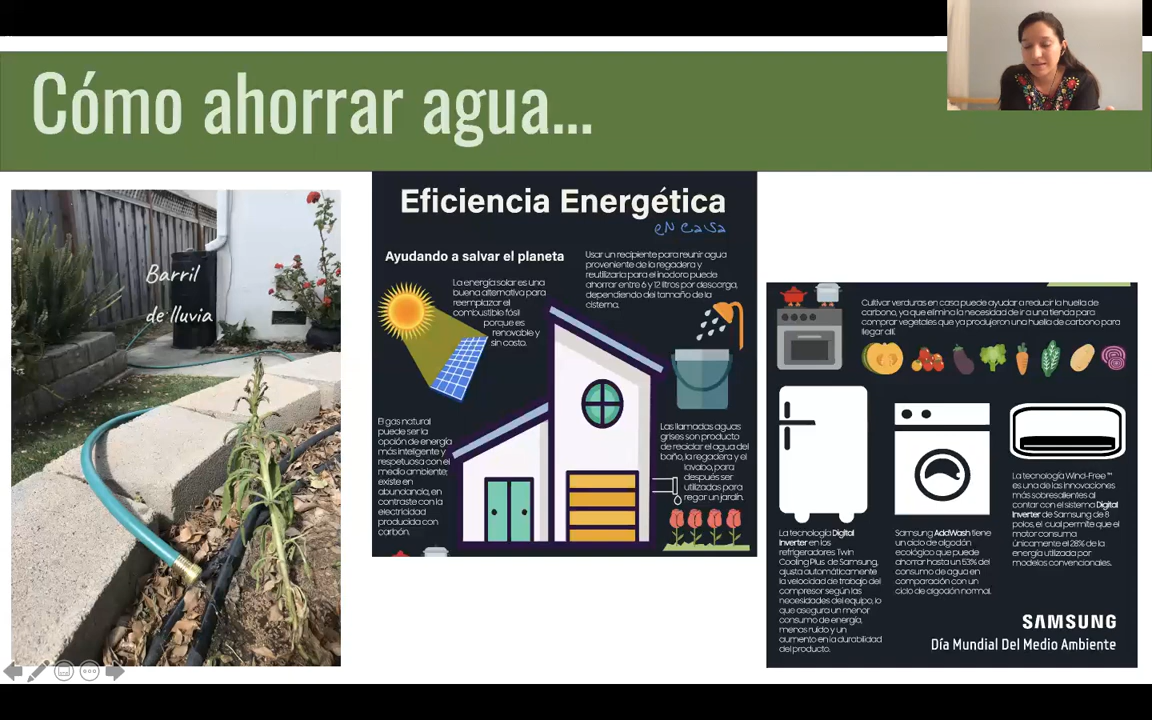 Cómo ahorrar agua...
Barril
de lluvia
Eficiencia Energética
en casa
Ayudando a salvar el planeta
La energía solar es una
buena alternativa para
reemplazar el
combustible fósil
porque es
renovable y
sin costo.
Usar un recipiente para reunir agua
proveniente de la regadera y
reutilizarla para el inodoro puede
ahorrar entre 6 y 12 litros por descarga,
dependiendo del tamaño de la
cisterna.
El gas natural
puede ser la
opción de energía
más inteligente y
respetuosa con el
medio ambiente;
existe en
abundancia, en
contraste con la
electricidad
producida con
carbón.
Las llamadas aguas
grises son producto
de reciclar el agua del
baño, la regadera y el
lavabo, para
después ser
utilizadas para
regar un jardín.
Cultivar verduras en casa puede ayudar a reducir la huella de
carbono, ya que elimina la necesidad de ir a una tienda para
comprar vegetales que ya produjeron una huella de carbono para
llegar allí.
La tecnología Digital
Inverter en los
refrigeradores Twin
Cooling Plus de Samsung,
ajusta automáticamente
la velocidad de trabajo del
compresor según las
necesidades del equipo, lo
que asegura un menor
consumo de energía,
menos ruido y un
aumento en la durabilidad
del producto.
Samsung AddWash tiene
un ciclo de algodón
ecológico que puede
ahorrar hasta un 53% del
consumo de agua en
comparación con un
ciclo de algodón normal.
La tecnología Wind-Free™
es una de las innovaciones
más sobresalientes al
contar con el sistema Digital
Inverter de Samsung de 8
polos, el cual permite que el
motor consuma
únicamente el 28% de la
energía utilizada por
modelos convencionales.
SAMSUNG
Día Mundial Del Medio Ambiente